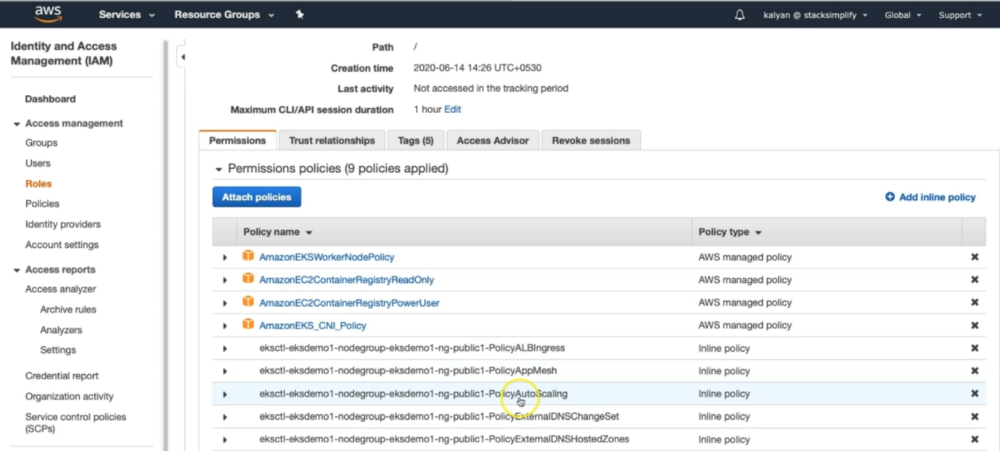 aws
Services
Resource Groups
kalyan @ stacksimplify
Global
Support
Identity and Access
Management (IAM)
Dashboard
Access management
Groups
Users
Roles
Policies
Identity providers
Account settings
Access reports
Access analyzer
Archive rules
Analyzers
Settings
Credential report
Organization activity
Service control policies
(SCPs)
Path /
Creation time 2020-06-14 14:26 UTC+0530
Last activity Not accessed in the tracking period
Maximum CLI/API session duration 1 hour Edit
Permissions
Trust relationships
Tags (5)
Access Advisor
Revoke sessions
Permissions policies (9 policies applied)
Attach policies
Add inline policy
Policy name Policy type
AmazonEKSWorkerNodePolicy AWS managed policy
AmazonEC2ContainerRegistryReadOnly AWS managed policy
AmazonEC2ContainerRegistryPowerUser AWS managed policy
AmazonEKS_CNI_Policy AWS managed policy
eksctl-eksdemo1-nodegroup-eksdemo1-ng-public1-PolicyALBIngress Inline policy
eksctl-eksdemo1-nodegroup-eksdemo1-ng-public1-PolicyAppMesh Inline policy
eksctl-eksdemo1-nodegroup-eksdemo1-ng-public1-PolicyAutoScaling Inline policy
eksctl-eksdemo1-nodegroup-eksdemo1-ng-public1-PolicyExternalDNSChangeSet Inline policy
eksctl-eksdemo1-nodegroup-eksdemo1-ng-public1-PolicyExternalDNSHostedZones Inline policy